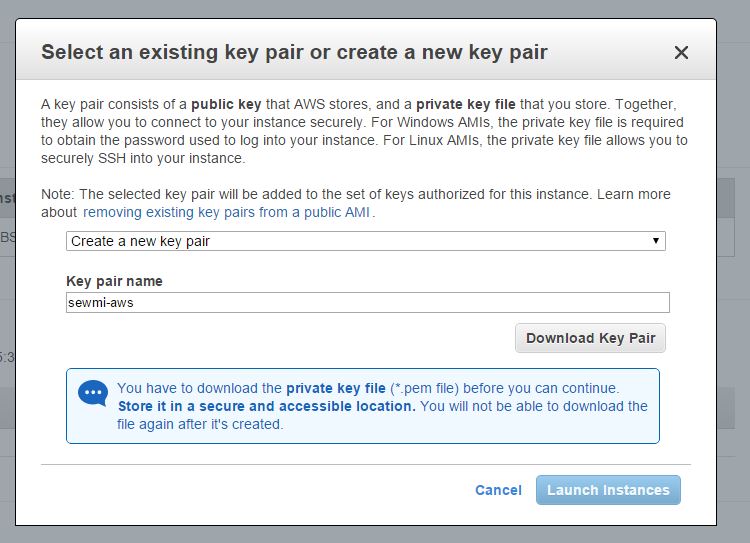 Select an existing key pair or create a new key pair
A key pair consists of a public key that AWS stores, and a private key file that you store. Together,
they allow you to connect to your instance securely. For Windows AMIs, the private key file is required
to obtain the password used to log into your instance. For Linux AMIs, the private key file allows you to
securely SSH into your instance.
Note: The selected key pair will be added to the set of keys authorized for this instance. Learn more
about removing existing key pairs from a public AMI.
Create a new key pair
Key pair name
sewmi-aws
Download Key Pair
You have to download the private key file (*.pem file) before you can continue.
Store it in a secure and accessible location. You will not be able to download the
file again after it's created.
Cancel Launch Instances